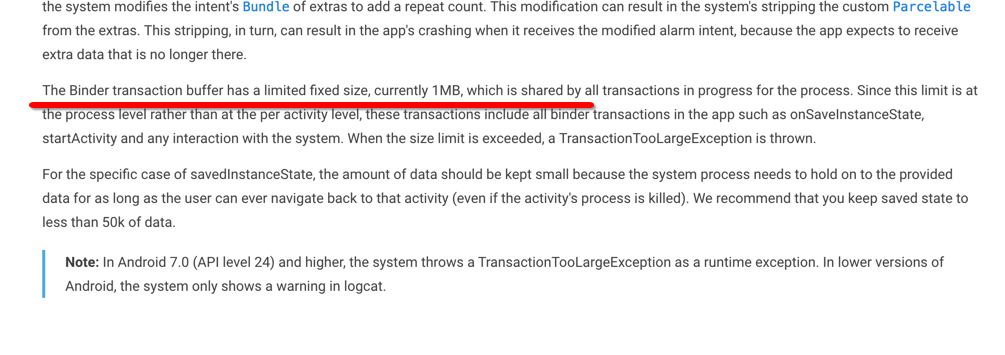 the system modifies the intent's Bundle of extras to add a repeat count. This modification can result in the system's stripping the custom Parcelable
from the extras. This stripping, in turn, can result in the app's crashing when it receives the modified alarm intent, because the app expects to receive
extra data that is no longer there.
The Binder transaction buffer has a limited fixed size, currently 1MB, which is shared by all transactions in progress for the process. Since this limit is at
the process level rather than at the per activity level, these transactions include all binder transactions in the app such as onSaveInstanceState,
startActivity and any interaction with the system. When the size limit is exceeded, a TransactionTooLargeException is thrown.
For the specific case of savedInstanceState, the amount of data should be kept small because the system process needs to hold on to the provided
data for as long as the user can ever navigate back to that activity (even if the activity's process is killed). We recommend that you keep saved state to
less than 50k of data.
Note: In Android 7.0 (API level 24) and higher, the system throws a TransactionTooLargeException as a runtime exception. In lower versions of
Android, the system only shows a warning in logcat.